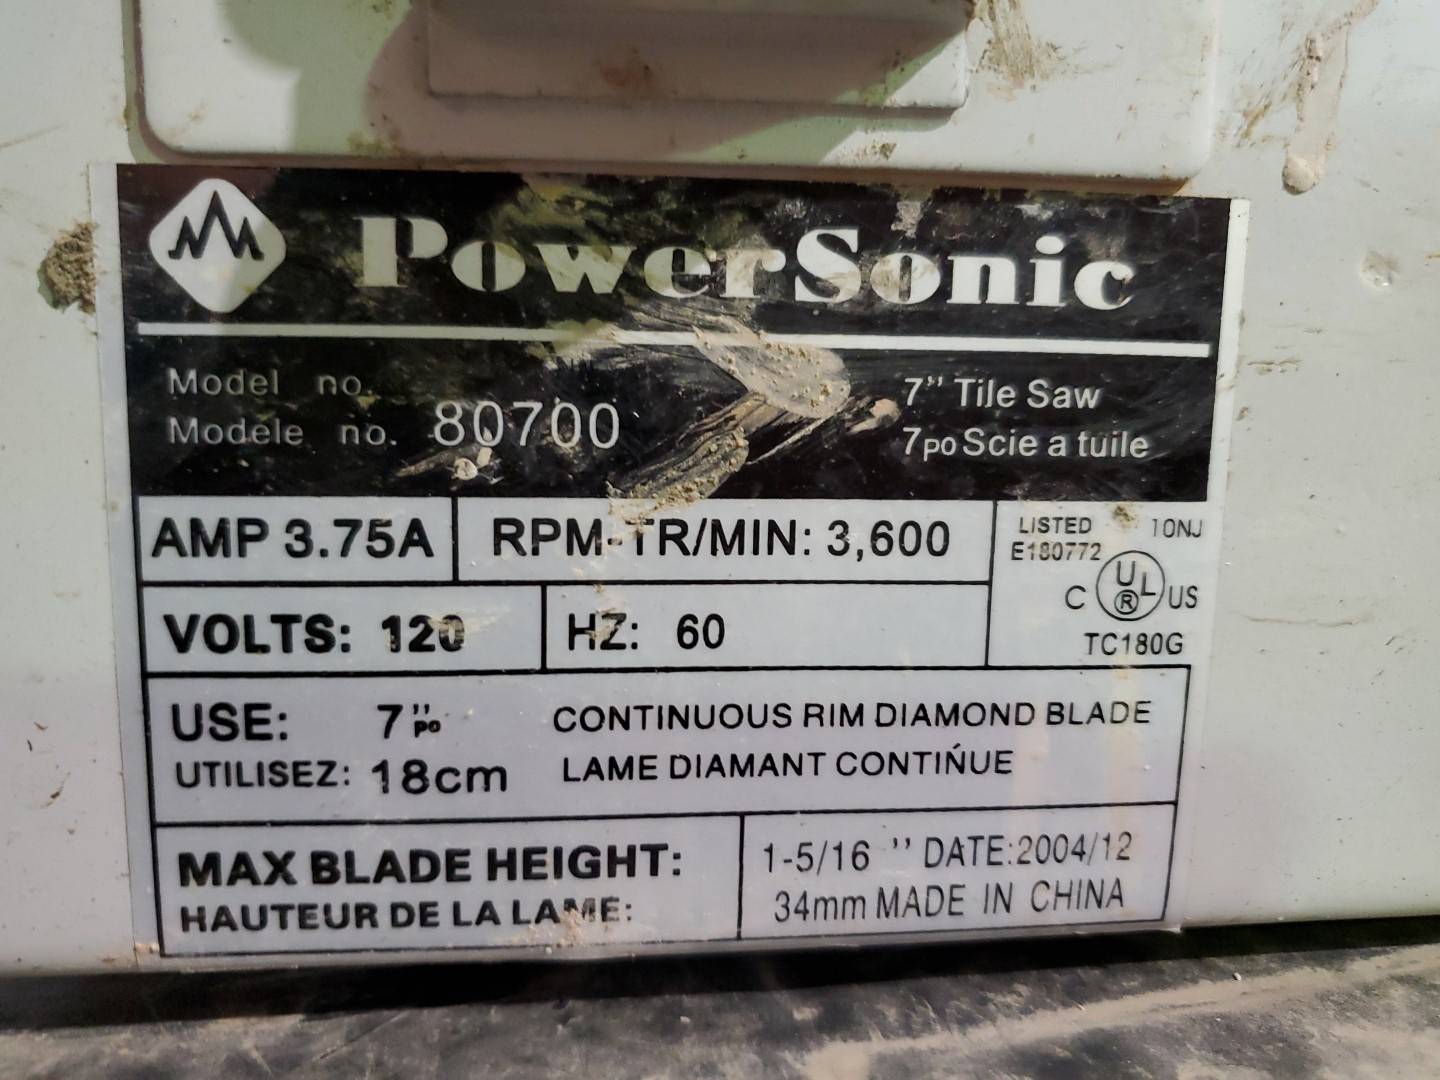 PowerSonic
Model no.
Modele no. 80700
7" Tile Saw
7po Scie a tuile
AMP 3.75A
RPM-TR/MIN: 3,600
LISTED 10NJ
E180772
C UL® US
TC180G
VOLTS: 120
HZ: 60
USE: 7"po CONTINUOUS RIM DIAMOND BLADE
UTILISEZ: 18cm LAME DIAMANT CONTIŃUE
MAX BLADE HEIGHT: 1-5/16 " DATE:2004/12
HAUTEUR DE LA LAME: 34mm MADE IN CHINA